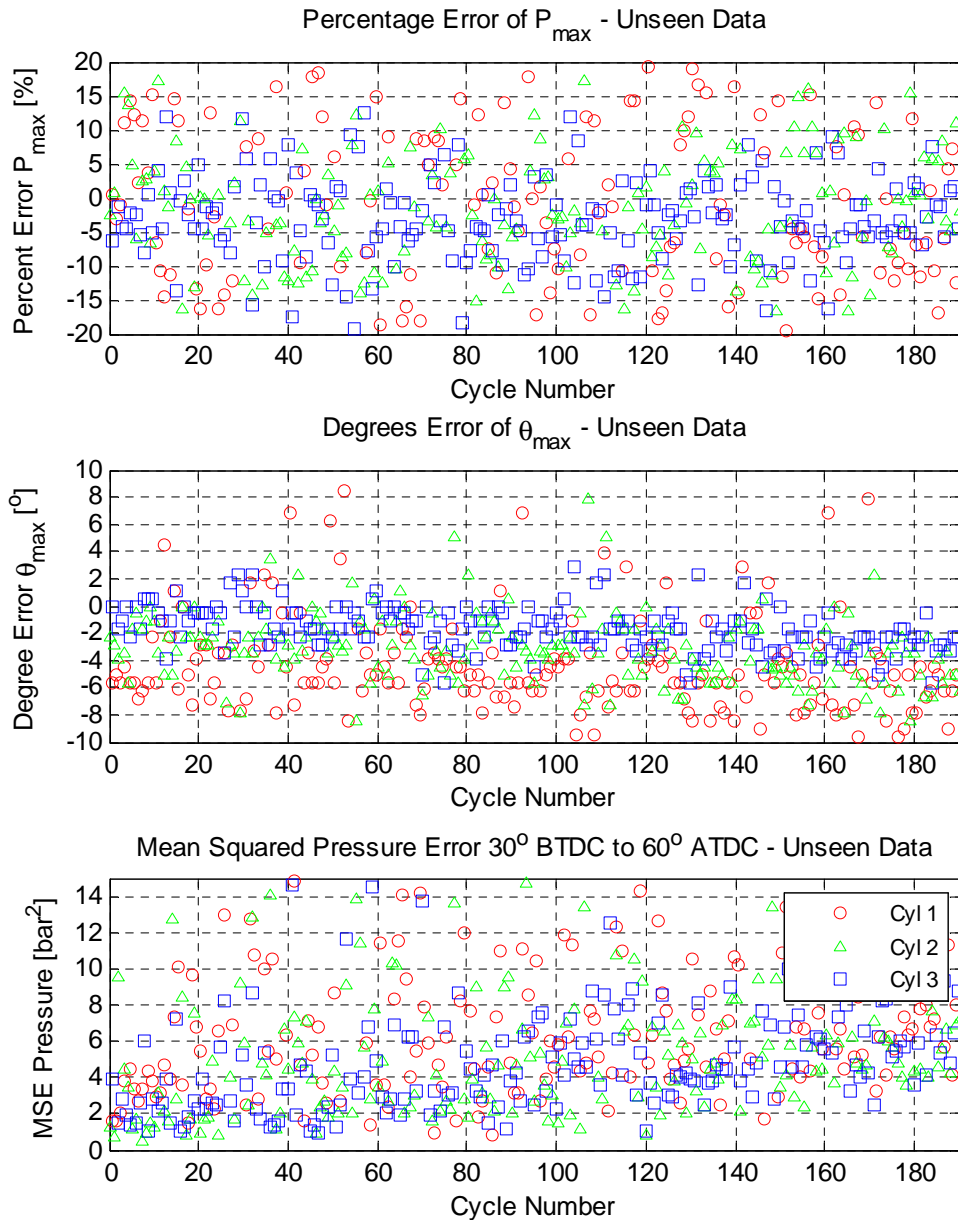 Percentage Error of Pmax - Unseen Data
Percent Error Pmax [%]
20
15
10
5
0
-5
-10
-15
-20
0 20 40 60 80 100 120 140 160 180
Cycle Number
Degrees Error of θmax - Unseen Data
Degree Error θmax [o]
10
8
6
4
2
0
-2
-4
-6
-8
-10
0 20 40 60 80 100 120 140 160 180
Cycle Number
Mean Squared Pressure Error 30o BTDC to 60o ATDC - Unseen Data
MSE Pressure [bar2]
14
12
10
8
6
4
2
0
Cyl 1
Cyl 2
Cyl 3
0 20 40 60 80 100 120 140 160 180
Cycle Number